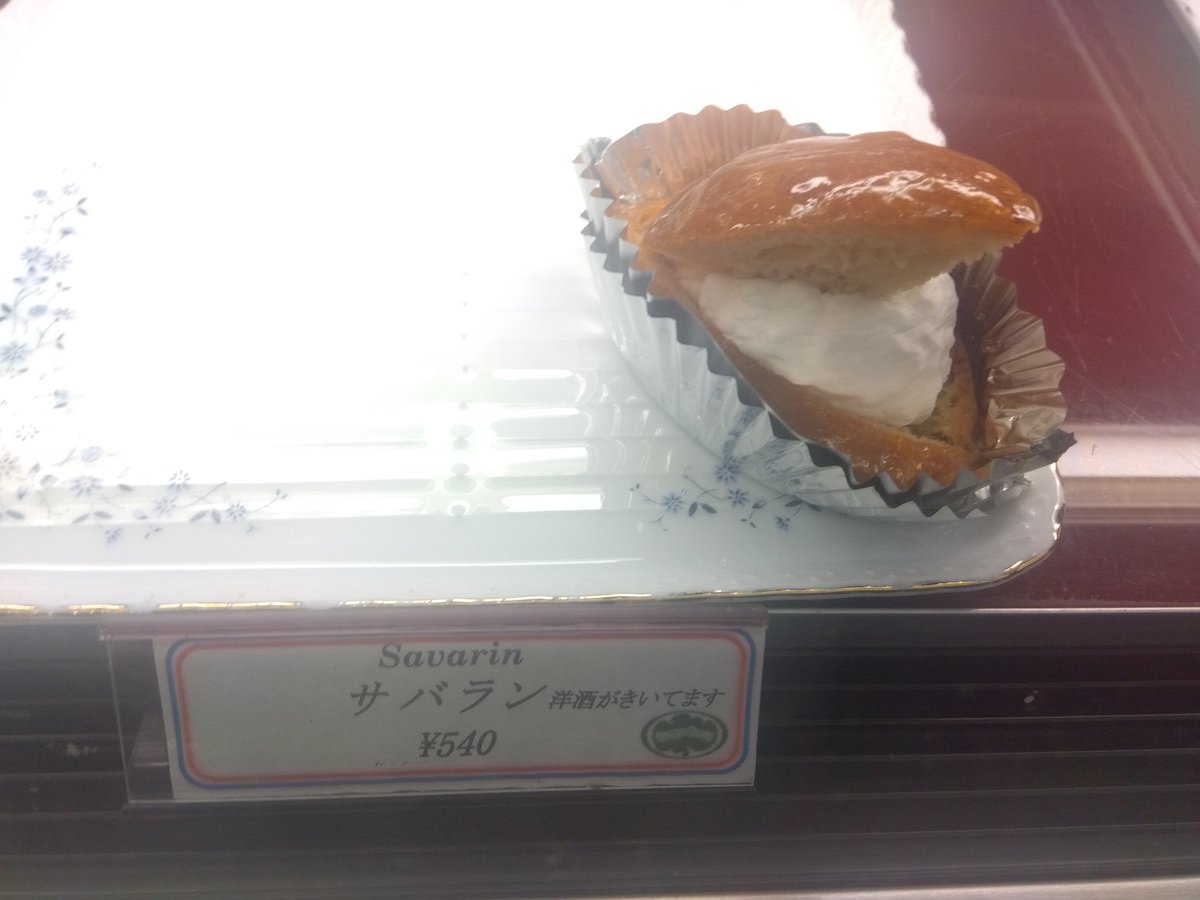 Savarin
サバラン 洋酒がきいてます
¥540